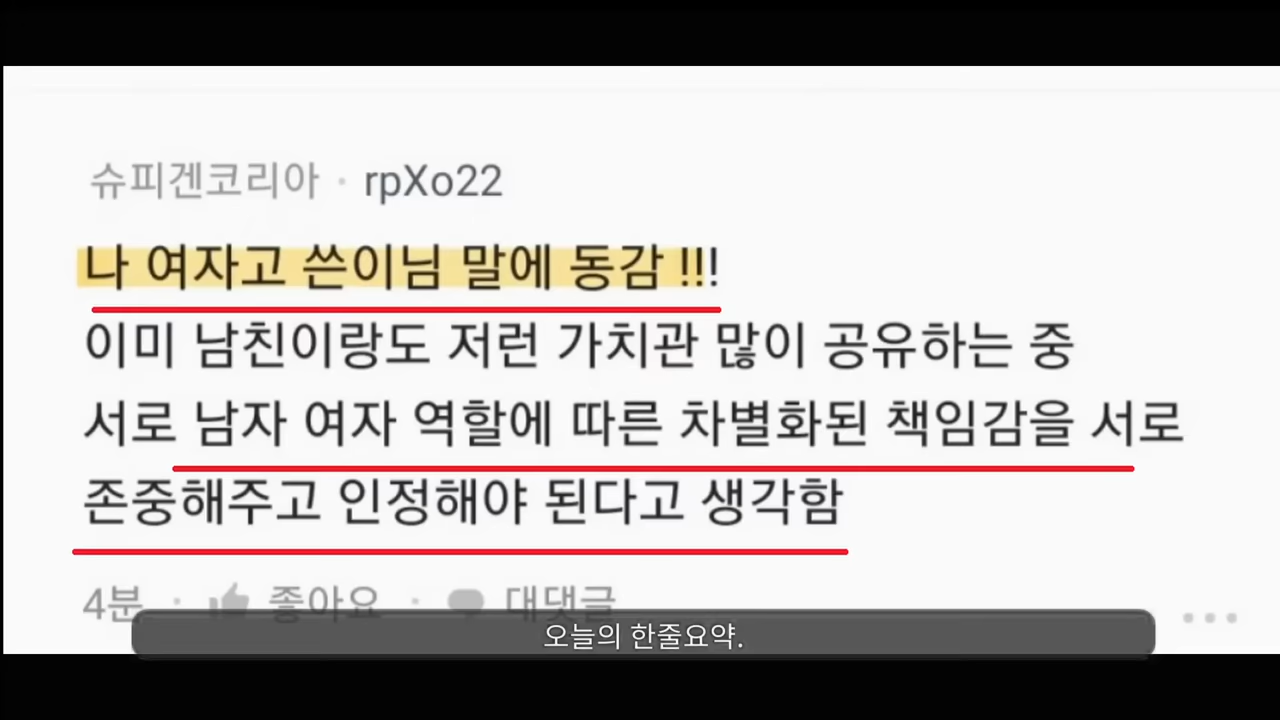 슈피겐코리아 · rpXo22
나 여자고 쓴이님 말에 동감 !!!
이미 남친이랑도 저런 가치관 많이 공유하는 중
서로 남자 여자 역할에 따른 차별화된 책임감을 서로
존중해주고 인정해야 된다고 생각함
4분 · 좋아요 · 대댓글
오늘의 한줄요약.